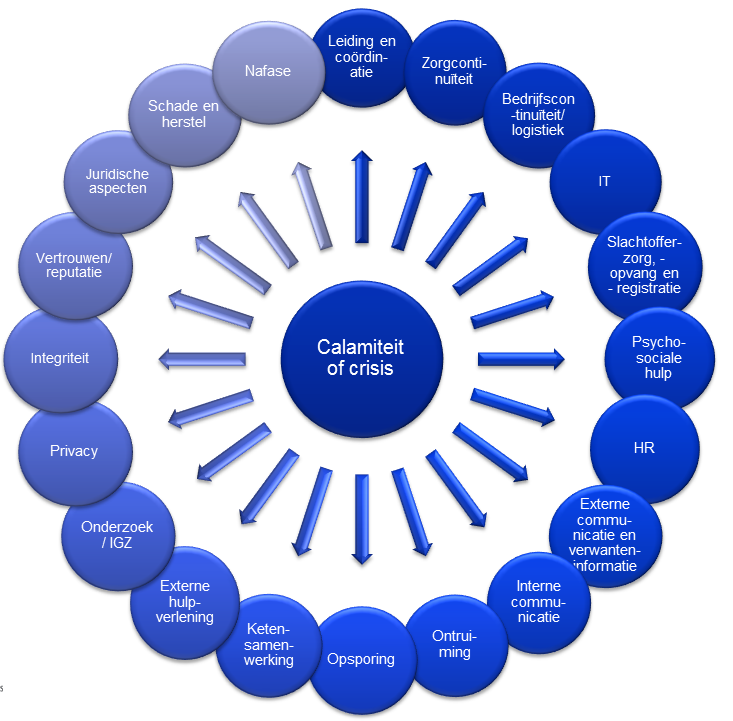 Leiding en
coördin-
atie
Zorgconti-
nuïteit
Bedrijfscon
-tinuïteit/
logistiek
IT
Slachtoffer-
zorg, -
opvang en
- registratie
Psycho-
sociale
hulp
HR
Externe
commu-
nicatie en
verwanten-
informatie
Interne
commu-
nicatie
Ontrui-
ming
Opsporing
Keten-
samen-
werking
Externe
hulp-
verlening
Onderzoek
/ IGZ
Privacy
Integriteit
Vertrouwen/
reputatie
Juridische
aspecten
Schade en
herstel
Nafase
Calamiteit
of crisis
s